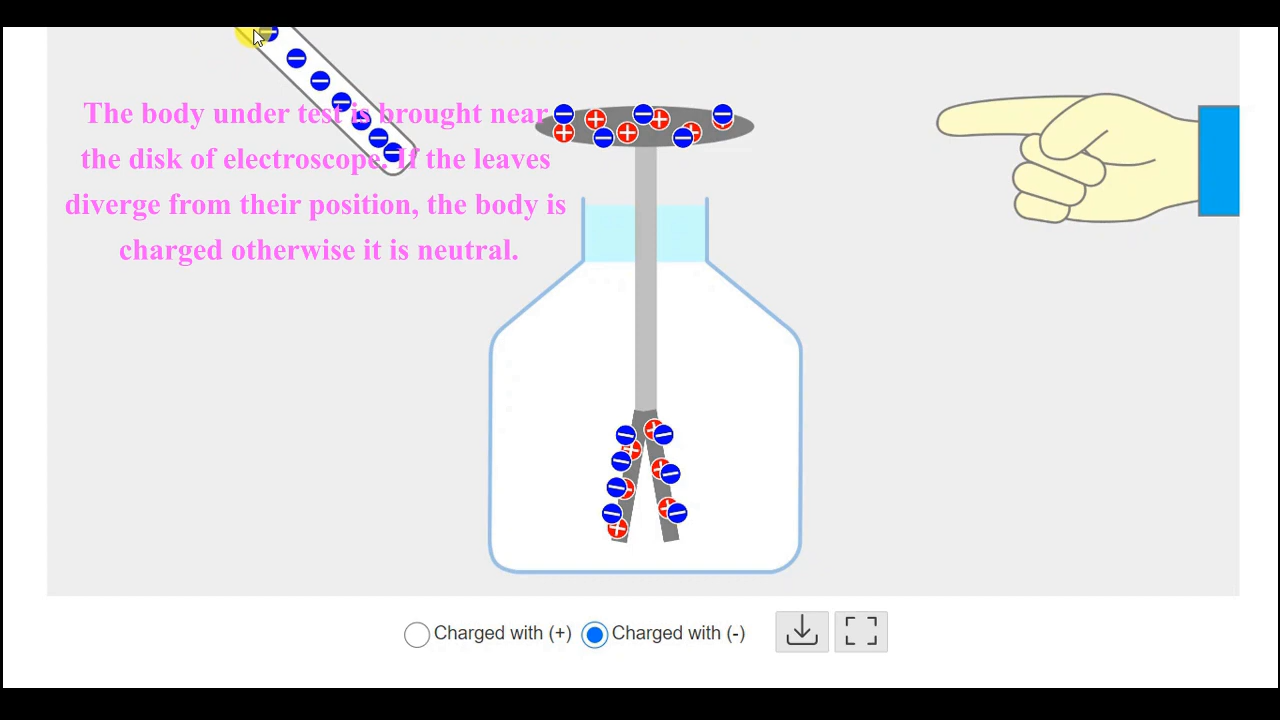 The body under test is brought near
the disk of electroscope. If the leaves
diverge from their position, the body is
charged otherwise it is neutral.
Charged with (+) Charged with (-)